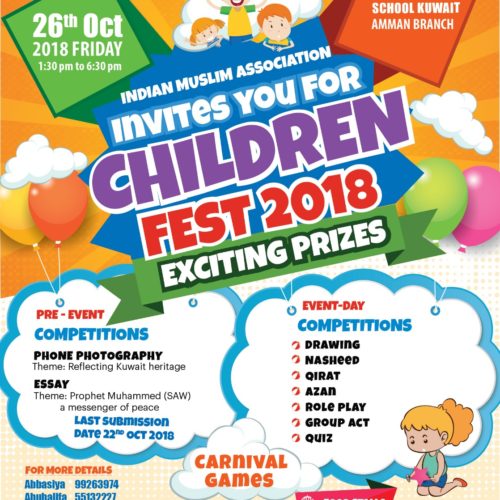 26th Oct
2018 FRIDAY
1:30 pm to 6:30 pm
SCHOOL KUWAIT
AMMAN BRANCH
INDIAN MUSLIM ASSOCIATION
INVITES YOU FOR
CHILDREN
FEST 2018
EXCITING PRIZES
PRE - EVENT
COMPETITIONS
PHONE PHOTOGRAPHY
Theme: Reflecting Kuwait heritage
ESSAY
Theme: Prophet Muhammed (SAW)
a messenger of peace
LAST SUBMISSION
DATE 22ND OCT 2018
EVENT-DAY
COMPETITIONS
DRAWING
NASHEED
QIRAT
AZAN
ROLE PLAY
GROUP ACT
QUIZ
CARNIVAL
GAMES
FOR MORE DETAILS
Abbasiya 99263974
Abuhalifa 55132227